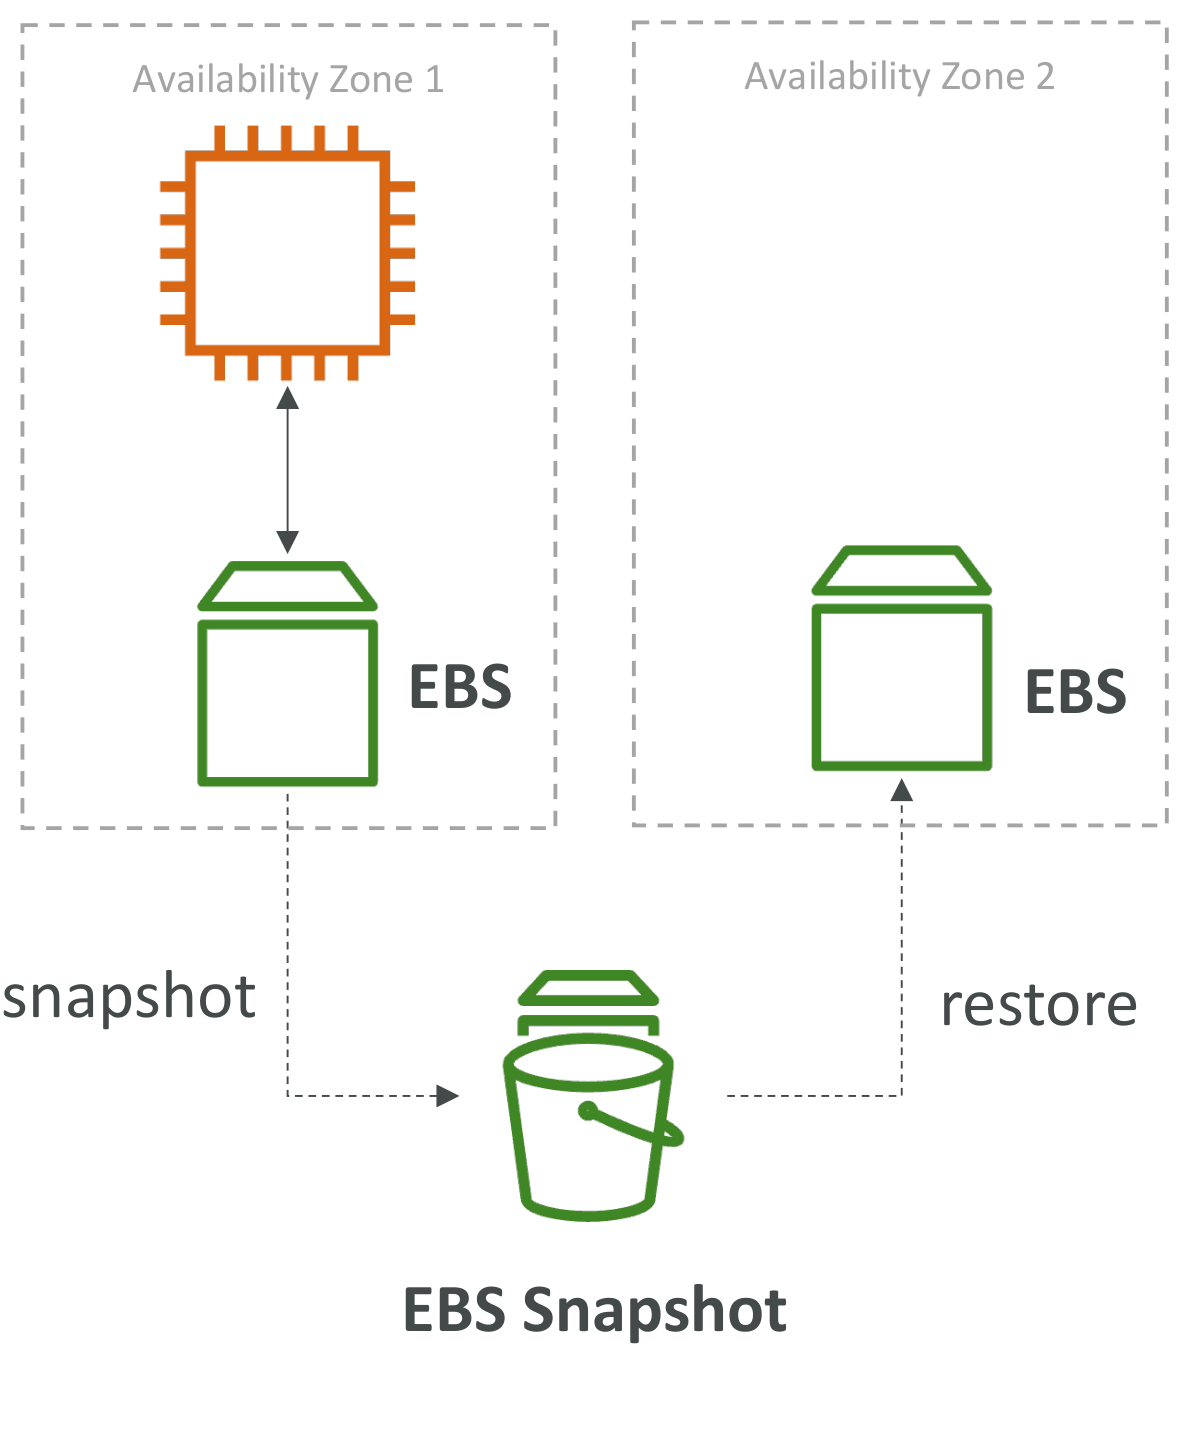 Availability Zone 1
Availability Zone 2
EBS
EBS
snapshot
restore
EBS Snapshot